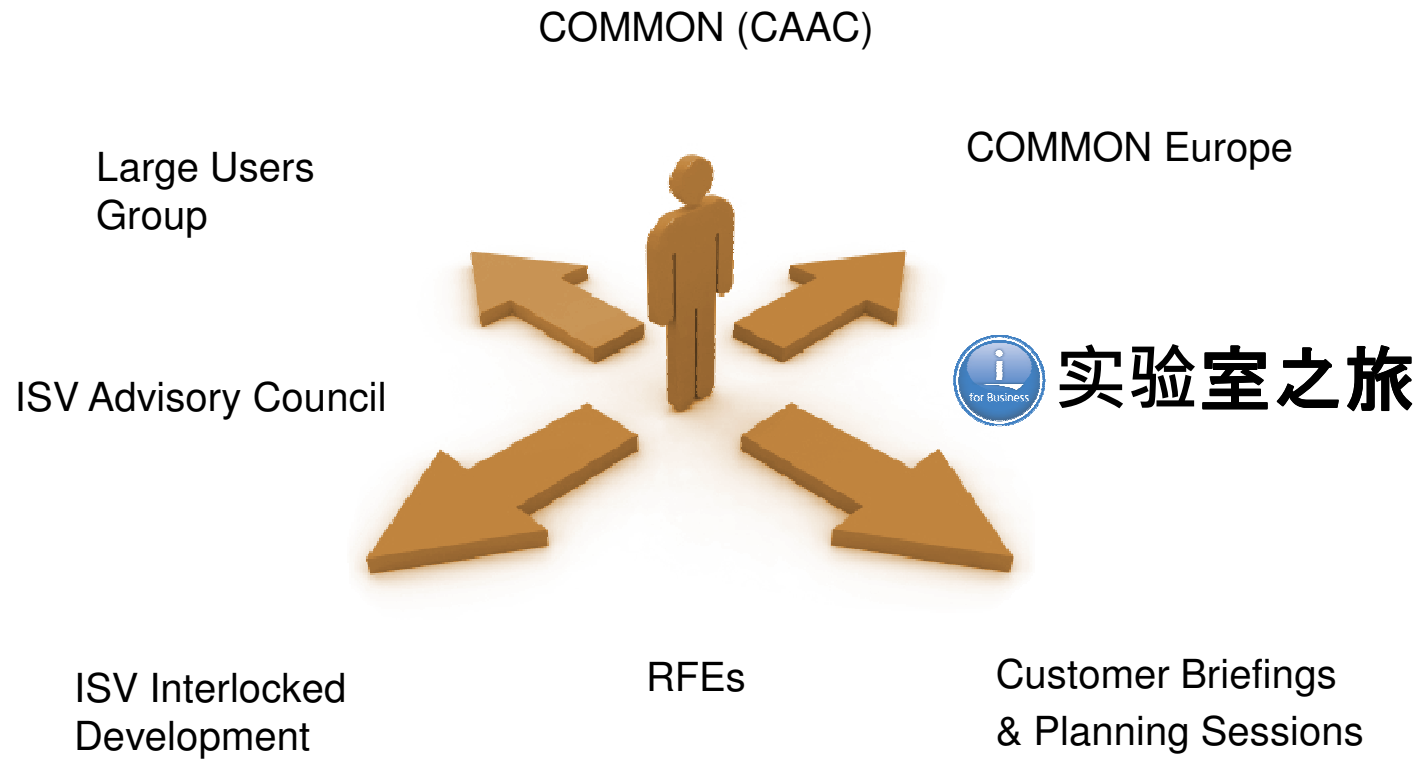 COMMON (CAAC)
Large Users
Group
COMMON Europe
ISV Advisory Council
i
for Business
实验室之旅
ISV Interlocked
Development
RFEs
Customer Briefings
& Planning Sessions